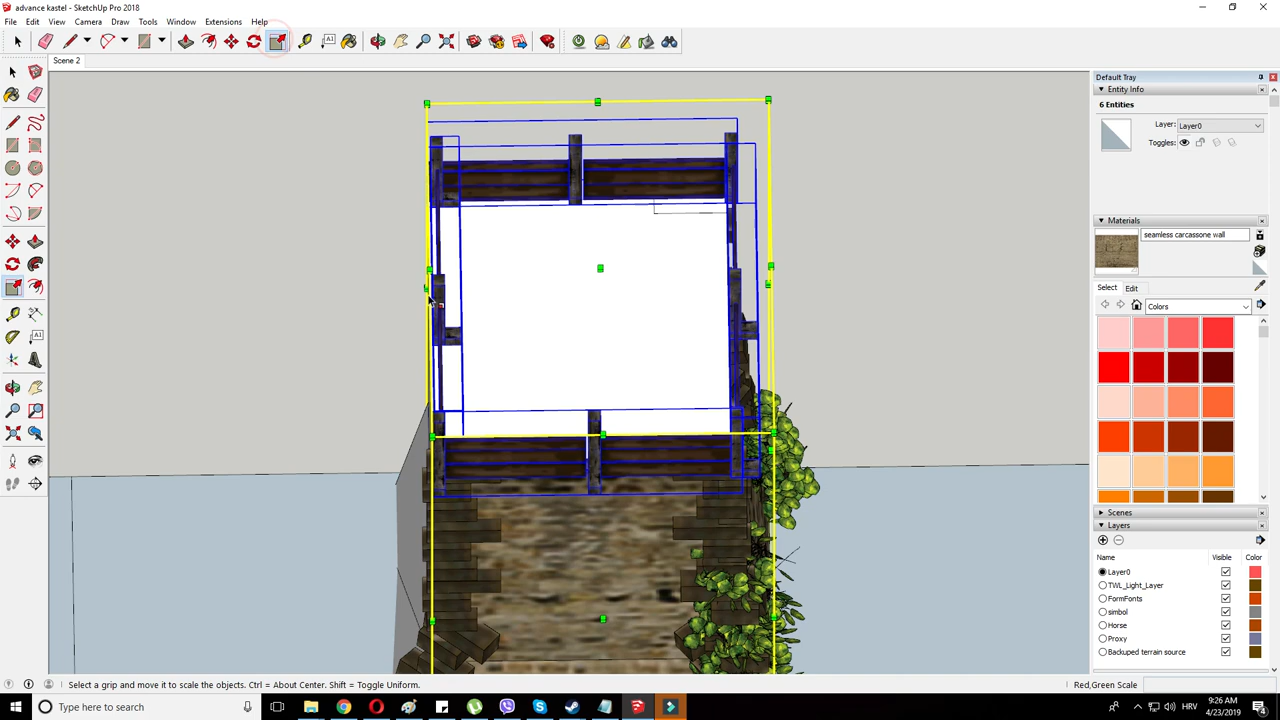 advance kastel - SketchUp Pro 2018
File Edit View Camera Draw Tools Window Extensions Help
Scene 2
Default Tray
Entity Info
6 Entities
Layer: Layer0
Toggles:
Materials
seamless carcassone wall
Select Edit
Colors
Scenes
Layers
Name Visible Color
Layer0
TWL_Light_Layer
FormFonts
simbol
Horse
Proxy
Backuped terrain source
Select a grip and move it to scale the objects. Ctrl = About Center. Shift = Toggle Uniform.
Red,Green Scale
Type here to search
HRV
9:26 AM
4/23/2019